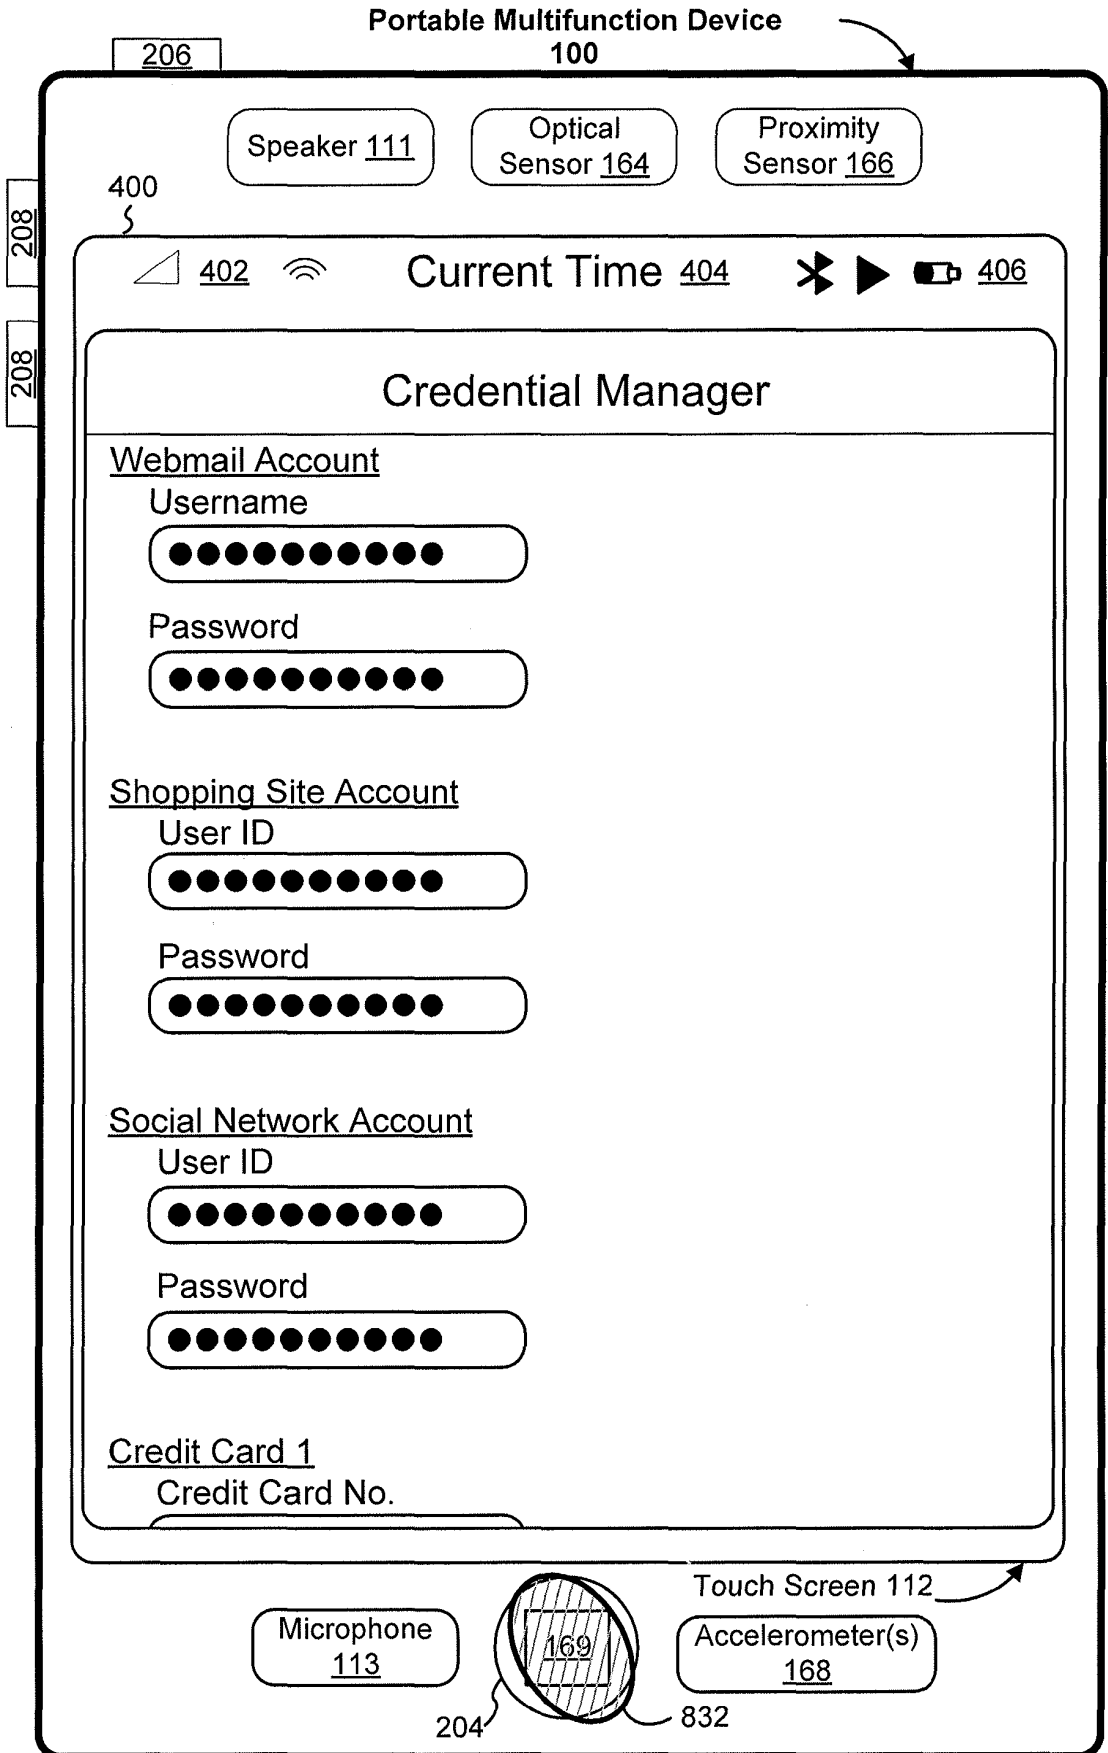 Portable Multifunction Device
100
206
Speaker 111
Optical
Sensor 164
Proximity
Sensor 166
400
208
402
Current Time 404
406
208
Credential Manager
Webmail Account
Username
Password
Shopping Site Account
User ID
Password
Social Network Account
User ID
Password
Credit Card 1
Credit Card No.
Touch Screen 112
Microphone
113
169
Accelerometer(s)
168
204
832